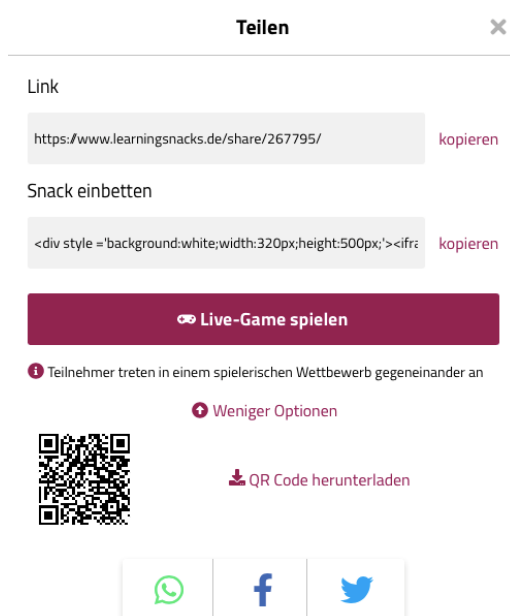 Teilen
Link
https://www.learningsnacks.de/share/267795/
kopieren
Snack einbetten
<div style ='background:white;width:320px;height:500px;'><ifra
kopieren
Live-Game spielen
Teilnehmer treten in einem spielerischen Wettbewerb gegeneinander an
Weniger Optionen
QR Code herunterladen